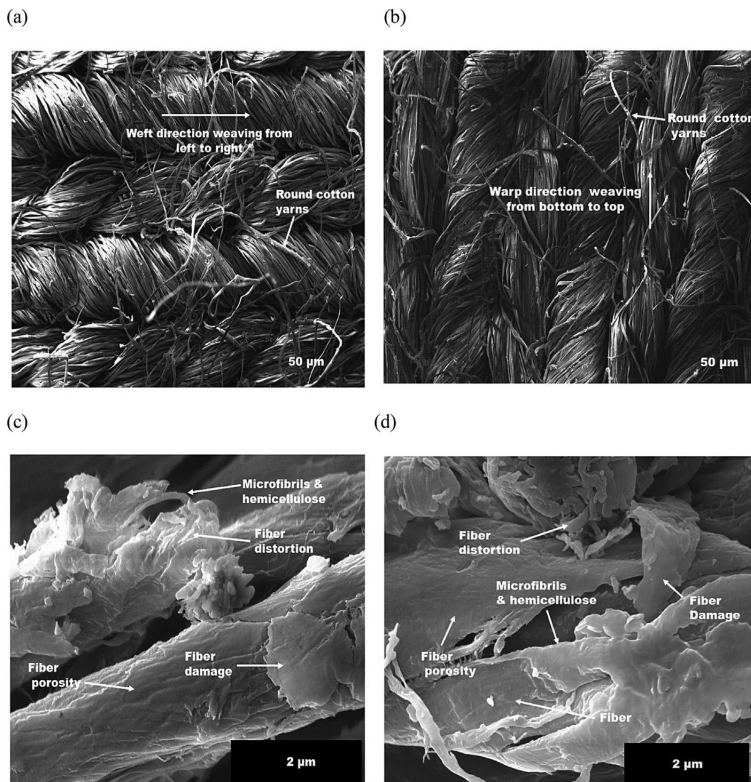 (a)
(b)
Weft direction weaving from
left to right
Round cotton
yarns
50 µm
Round cotton
yarns
Warp direction weaving
from bottom to top
50 µm
(c)
(d)
Microfibrils
& hemicellulose
Fiber
distortion
Fiber
porosity
Fiber
damage
2 µm
Fiber
distortion
Microfibrils
& hemicellulose
Fiber
Damage
Fiber
porosity
Fiber
2 µm